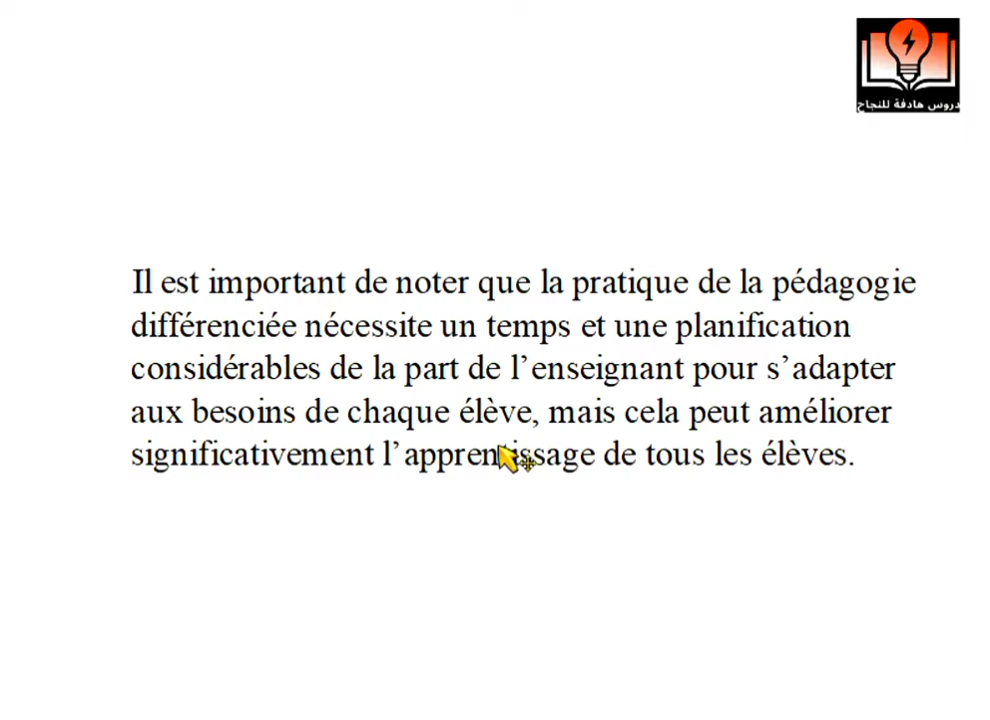 دروس هادفة للنجاح
Il est important de noter que la pratique de la pédagogie
différenciée nécessite un temps et une planification
considérables de la part de l’enseignant pour s’adapter
aux besoins de chaque élève, mais cela peut améliorer
significativement l’apprentissage de tous les élèves.